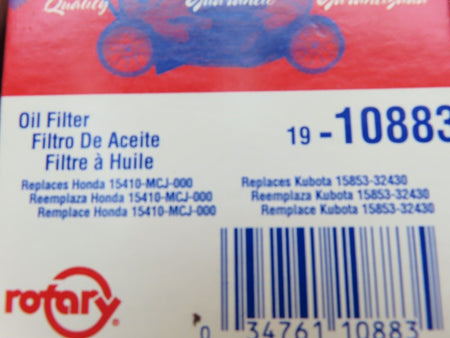 Quality Guarantee
Oil Filter
Filtro De Aceite
Filtre à Huile
19 -10883
Replaces Honda 15410-MCJ-000
Reemplaza Honda 15410-MCJ-000
Remplace Honda 15410-MCJ-000
Replaces Kubota 15853-32430
Reemplaza Kubota 15853-32430
Remplace Kubota 15853-32430
rotary®
0 34761 10883